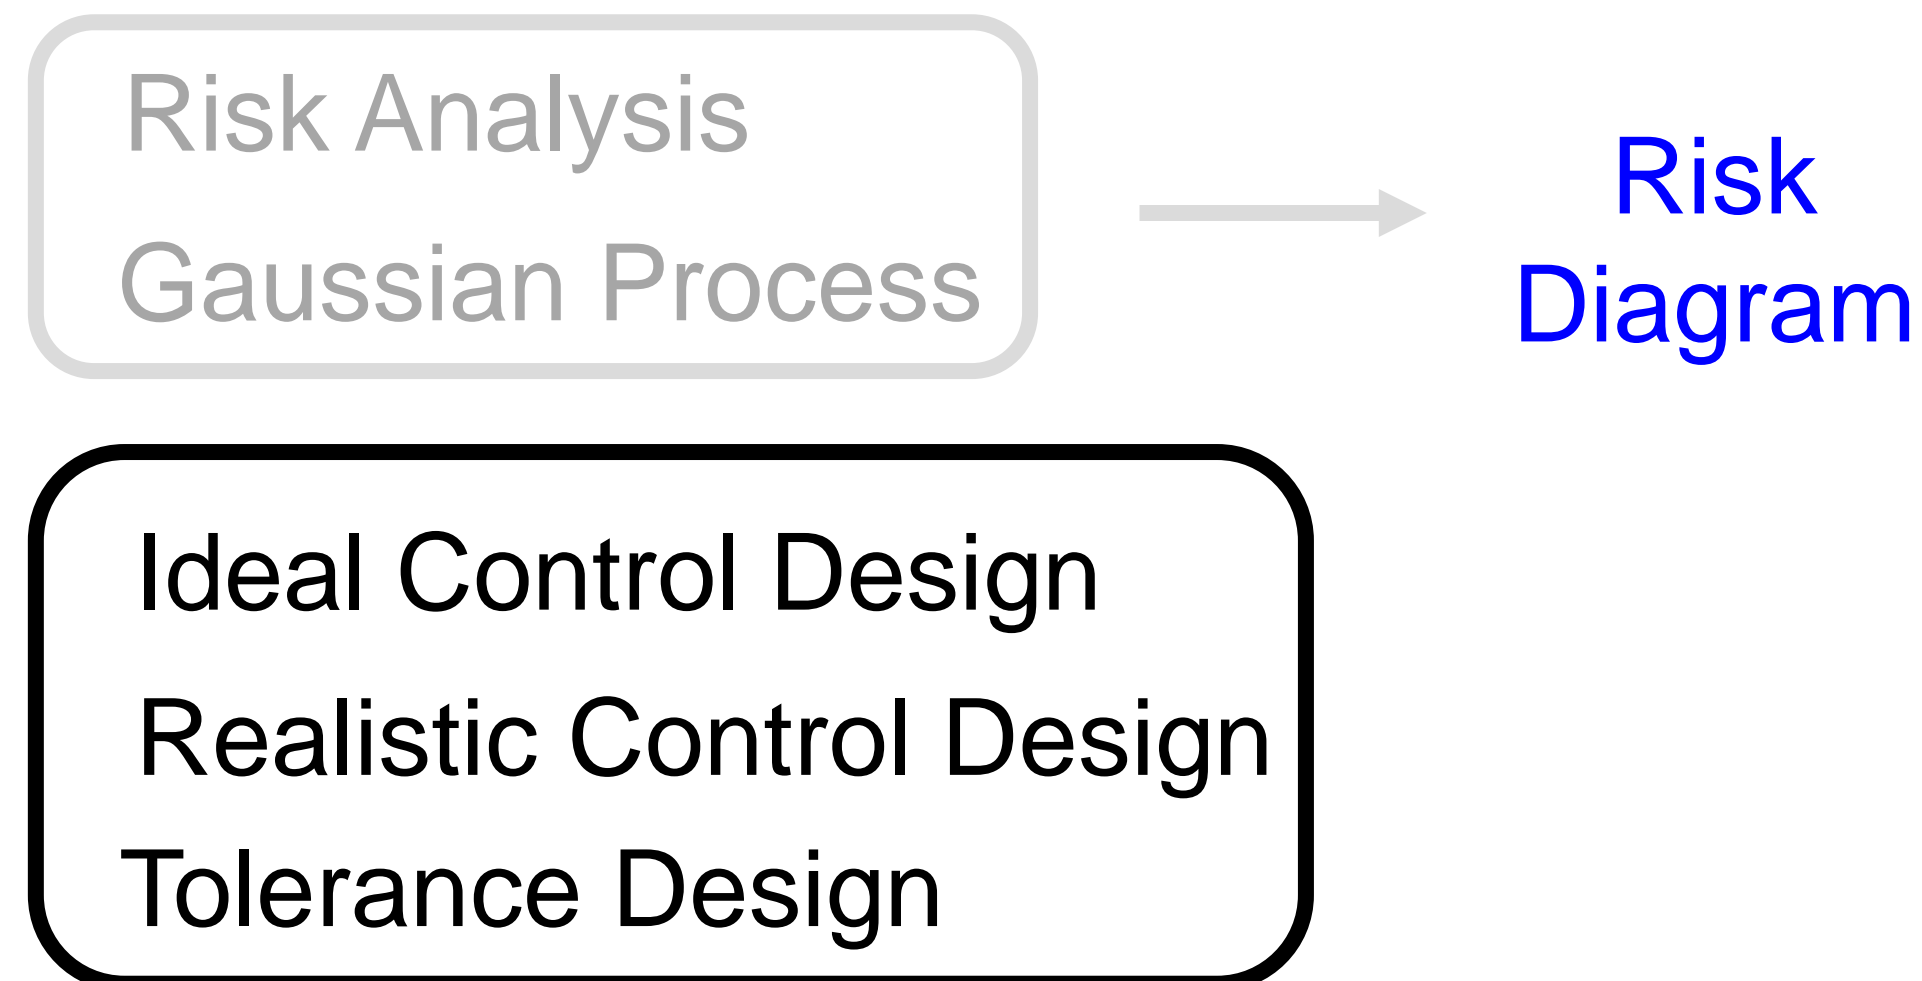 Risk Analysis
Gaussian Process
Risk
Diagram
Ideal Control Design
Realistic Control Design
Tolerance Design